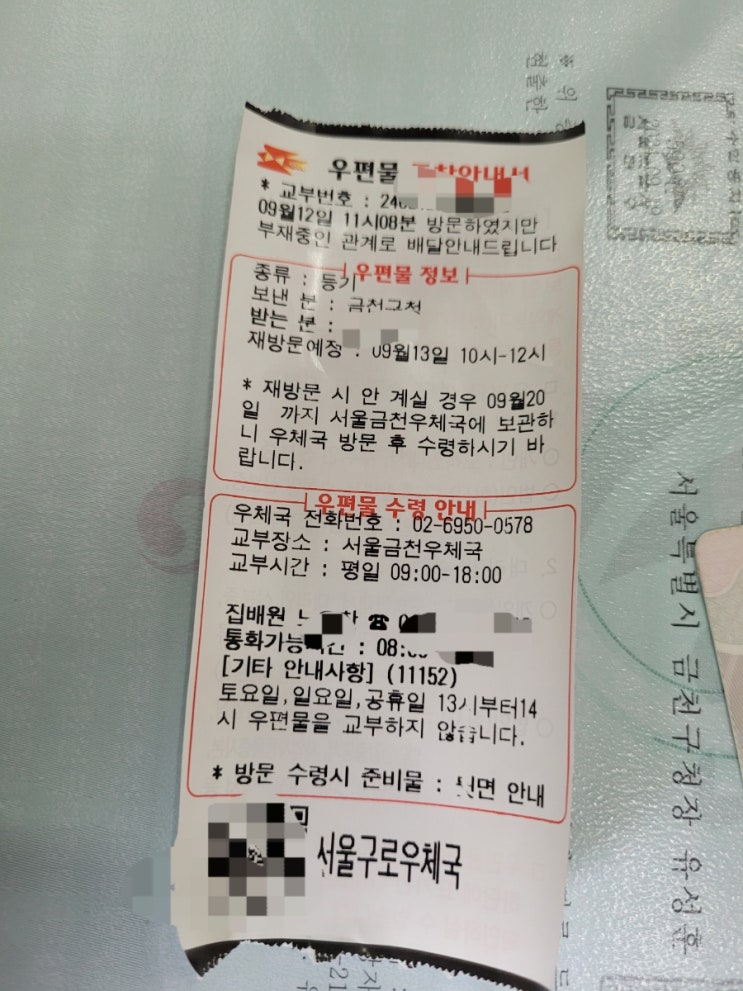 우편물
* 교부번호 :
09월12일 11시08분 방문하였지만
부재중인 관계로 배달안내드립니다
우편물 정보
종류 : 등기
보낸 분 : 금천구청
받는 분 :
재방문예정 : 09월13일 10시-12시
* 재방문 시 안 계실 경우 09월20
일 까지 서울금천우체국에 보관하
니 우체국 방문 후 수령하시기 바
랍니다.
우편물 수령 안내
우체국 전화번호 : 02-6950-0578
교부장소 : 서울금천우체국
교부시간 : 평일 09:00-18:00
집배원 ☎
통화가능시간 : 08:
[기타 안내사항] (11152)
토요일,일요일,공휴일 13시부터14
시 우편물을 교부하지 않습니다.
* 방문 수령시 준비물 : 뒷면 안내
서울구로우체국
서울특별시 금천구청장 유성훈